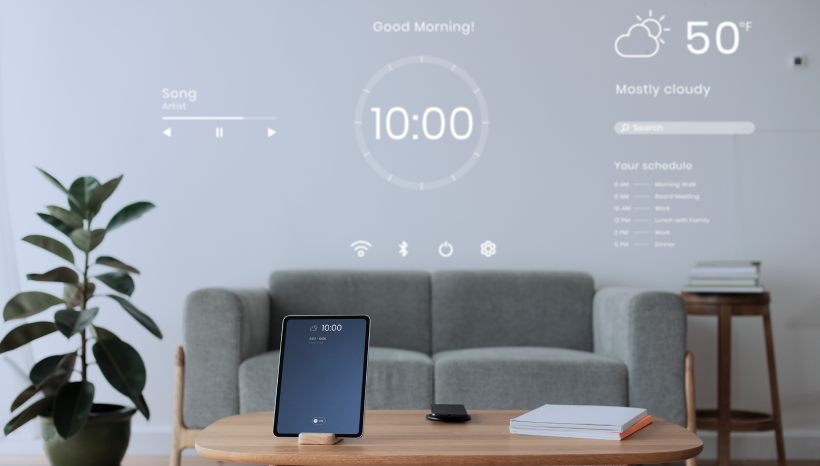 Good Morning!
50°F
Mostly cloudy
Song
Artist
10:00
Search
Your schedule
8 AM Morning Walk
9 AM Board Meeting
10 AM Work
12 PM Lunch with Family
2 PM Work
5 PM Dinner
10:00